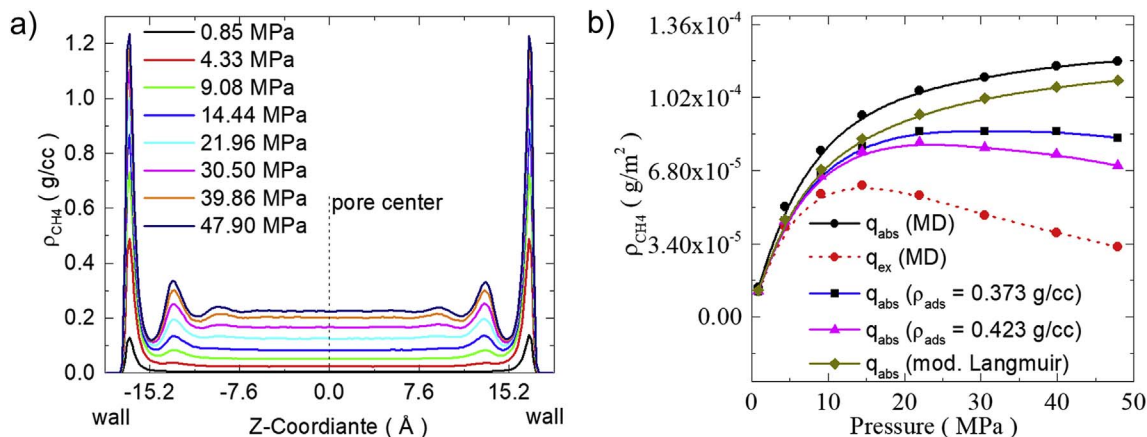 a)
ρCH4 ( g/cc)
1.2
1.0
0.8
0.6
0.4
0.2
0.0
0.85 MPa
4.33 MPa
9.08 MPa
14.44 MPa
21.96 MPa
30.50 MPa
39.86 MPa
47.90 MPa
pore center
-15.2 -7.6 0.0 7.6 15.2
wall wall
Z-Coordiante ( Å )
b)
ρCH4 ( g/m²)
1.36x10⁻⁴
1.02x10⁻⁴
6.80x10⁻⁵
3.40x10⁻⁵
0.00
qabs (MD)
qex (MD)
qabs (ρads = 0.373 g/cc)
qabs (ρads = 0.423 g/cc)
qabs (mod. Langmuir)
0 10 20 30 40 50
Pressure ( MPa)